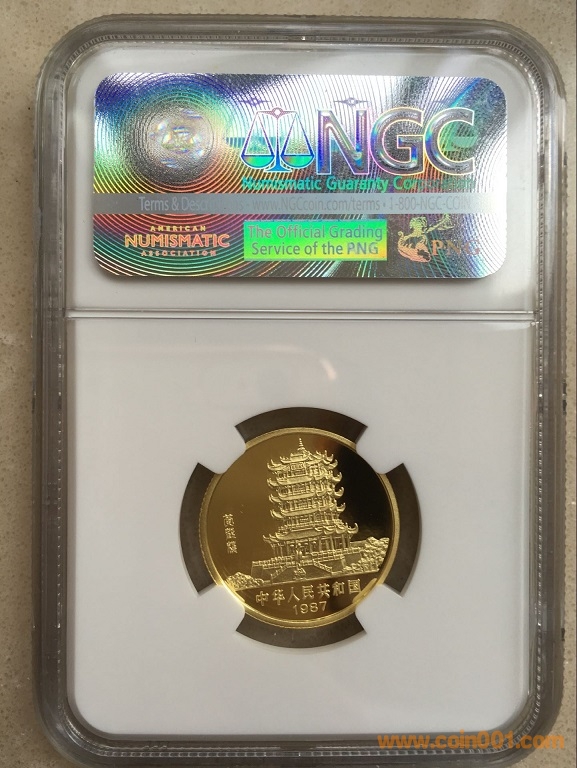 NGC
Numismatic Guaranty Corporation
Terms & Descriptions • www.NGCcoin.com/terms • 1-800-NGC-COIN
AMERICAN
NUMISMATIC
ASSOCIATION
The Official Grading
Service of the PNG
PNG
黄鹤楼
中华人民共和国
1987
www.coin001.com